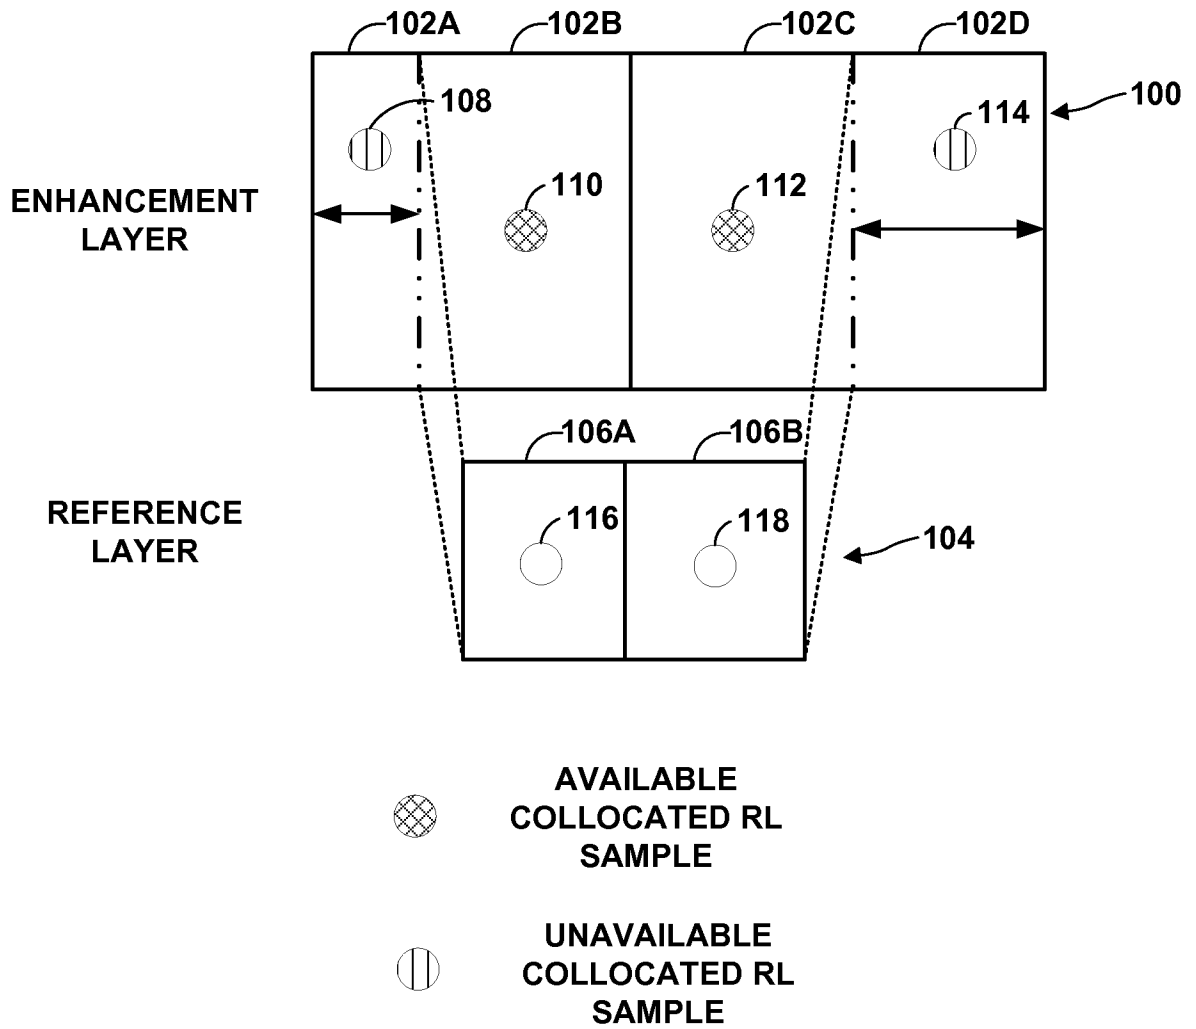 102A 102B 102C 102D
108 114 100
110 112
ENHANCEMENT
LAYER
106A 106B
REFERENCE
LAYER
116 118
104
AVAILABLE
COLLOCATED RL
SAMPLE
UNAVAILABLE
COLLOCATED RL
SAMPLE